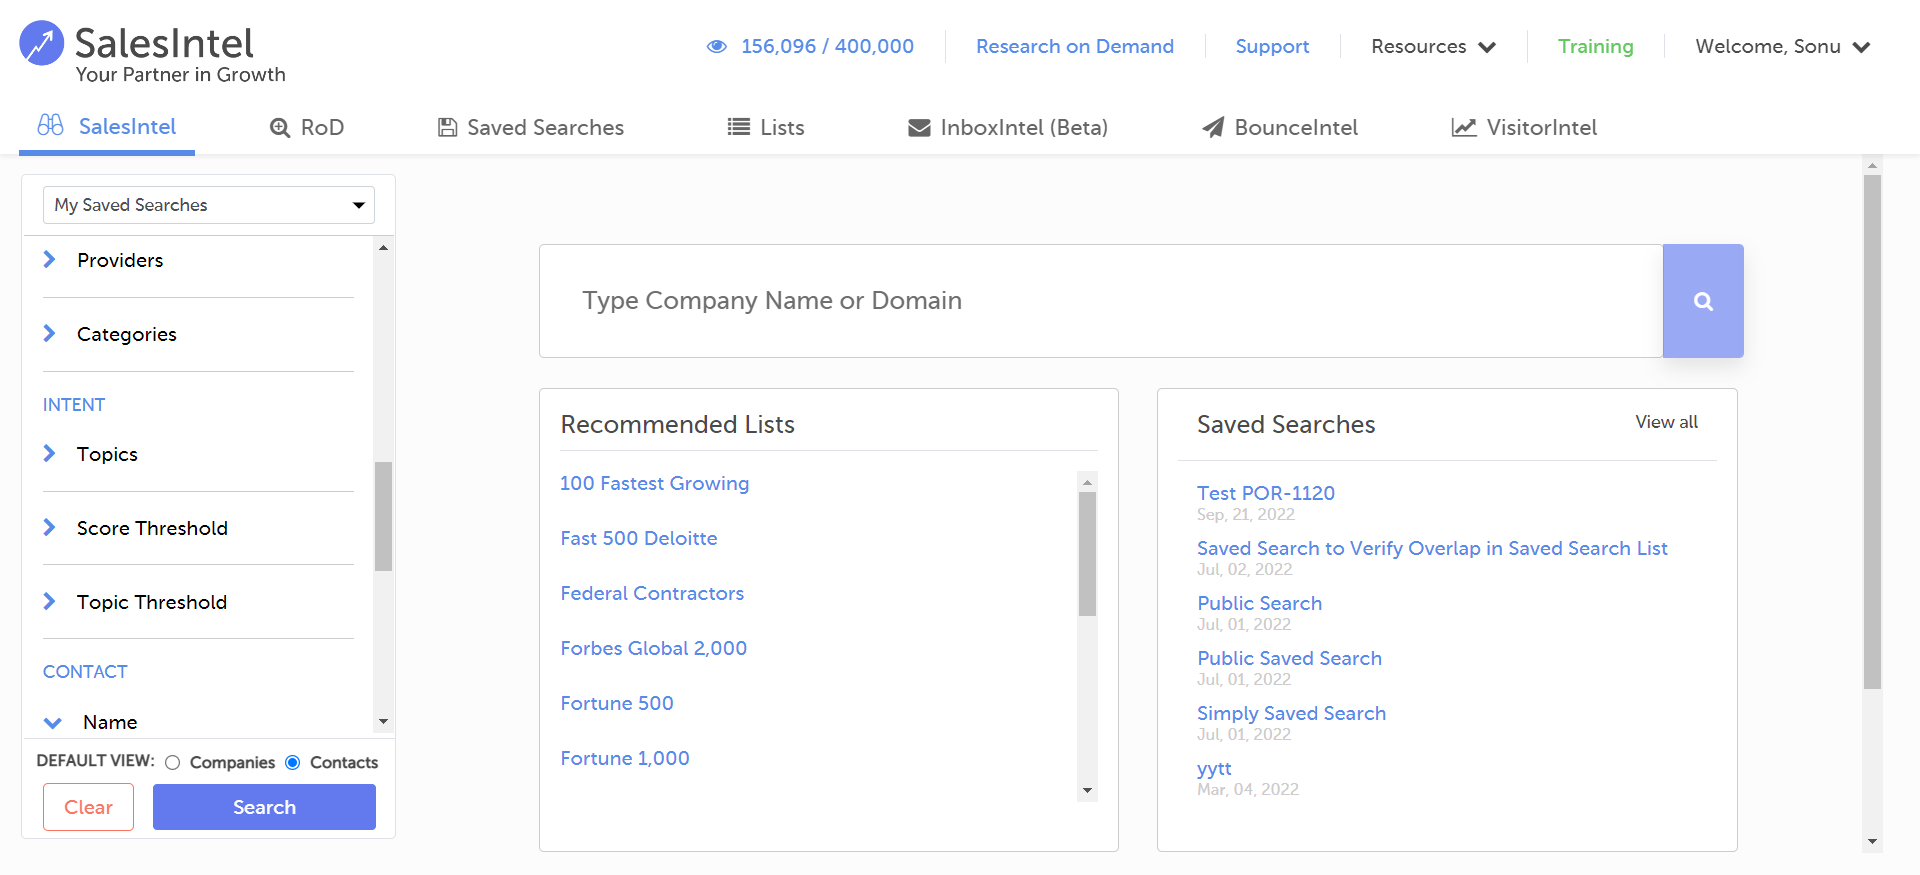 SalesIntel
Your Partner in Growth
156,096 / 400,000
Research on Demand
Support
Resources
Training
Welcome, Sonu
SalesIntel
RoD
Saved Searches
Lists
InboxIntel (Beta)
BounceIntel
VisitorIntel
My Saved Searches
Providers
Categories
INTENT
Topics
Score Threshold
Topic Threshold
CONTACT
Name
DEFAULT VIEW: Companies Contacts
Clear
Search
Type Company Name or Domain
Recommended Lists
100 Fastest Growing
Fast 500 Deloitte
Federal Contractors
Forbes Global 2,000
Fortune 500
Fortune 1,000
Saved Searches
View all
Test POR-1120
Sep, 21, 2022
Saved Search to Verify Overlap in Saved Search List
Jul, 02, 2022
Public Search
Jul, 01, 2022
Public Saved Search
Jul, 01, 2022
Simply Saved Search
Jul, 01, 2022
yytt
Mar, 04, 2022